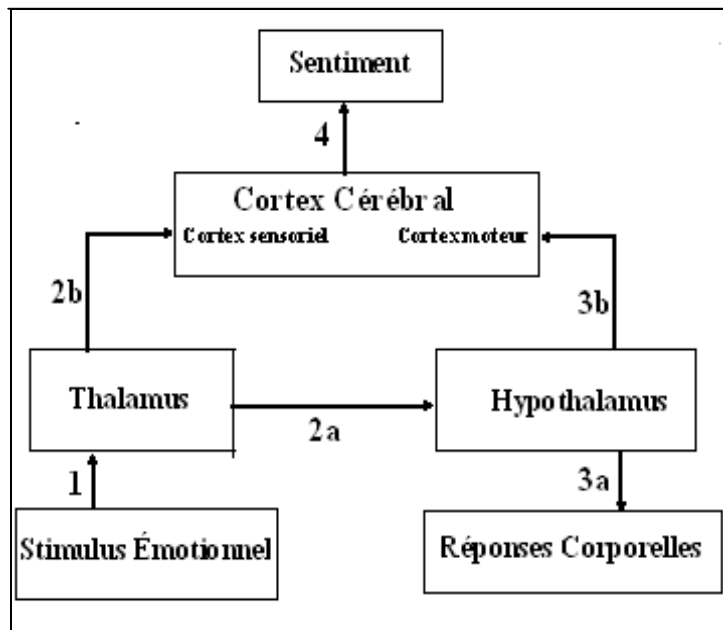 Sentiment
4
Cortex Cérébral
Cortex sensoriel Cortex moteur
2b
3b
Thalamus
Hypothalamus
2a
1
3a
Stimulus Émotionnel
Réponses Corporelles